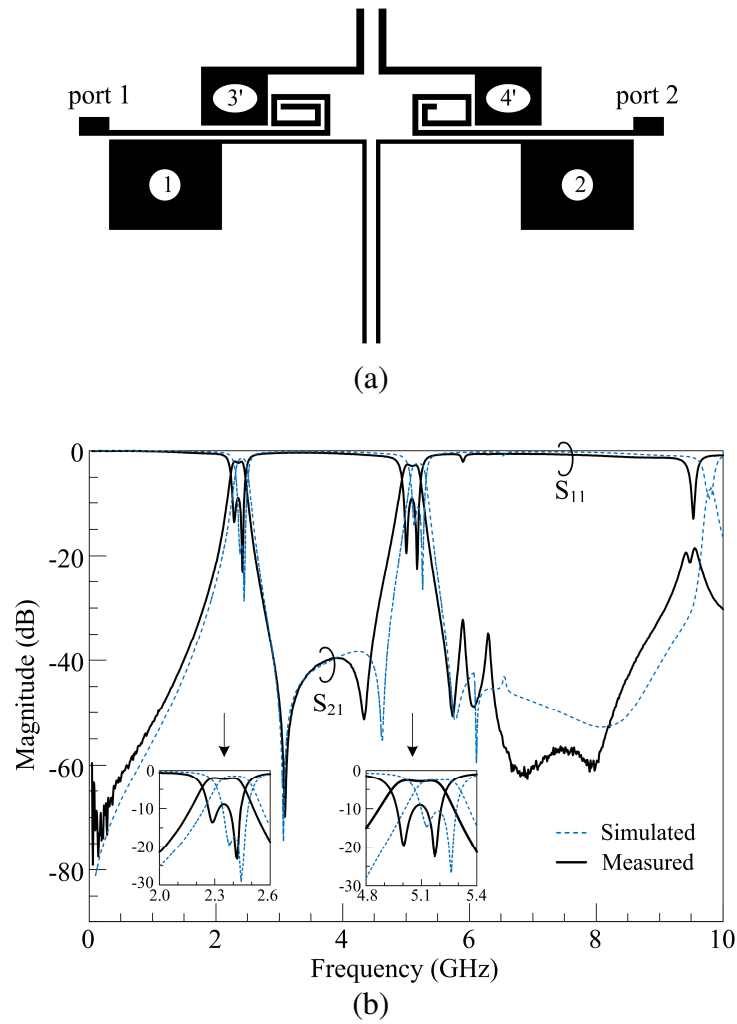 port 1
3'
4'
port 2
1
2
(a)
0
-20
-40
-60
-80
Magnitude (dB)
S11
S21
0
-10
-20
-30
2.0
2.3
2.6
0
-10
-20
-30
4.8
5.1
5.4
Simulated
Measured
0
2
4
6
8
10
Frequency (GHz)
(b)